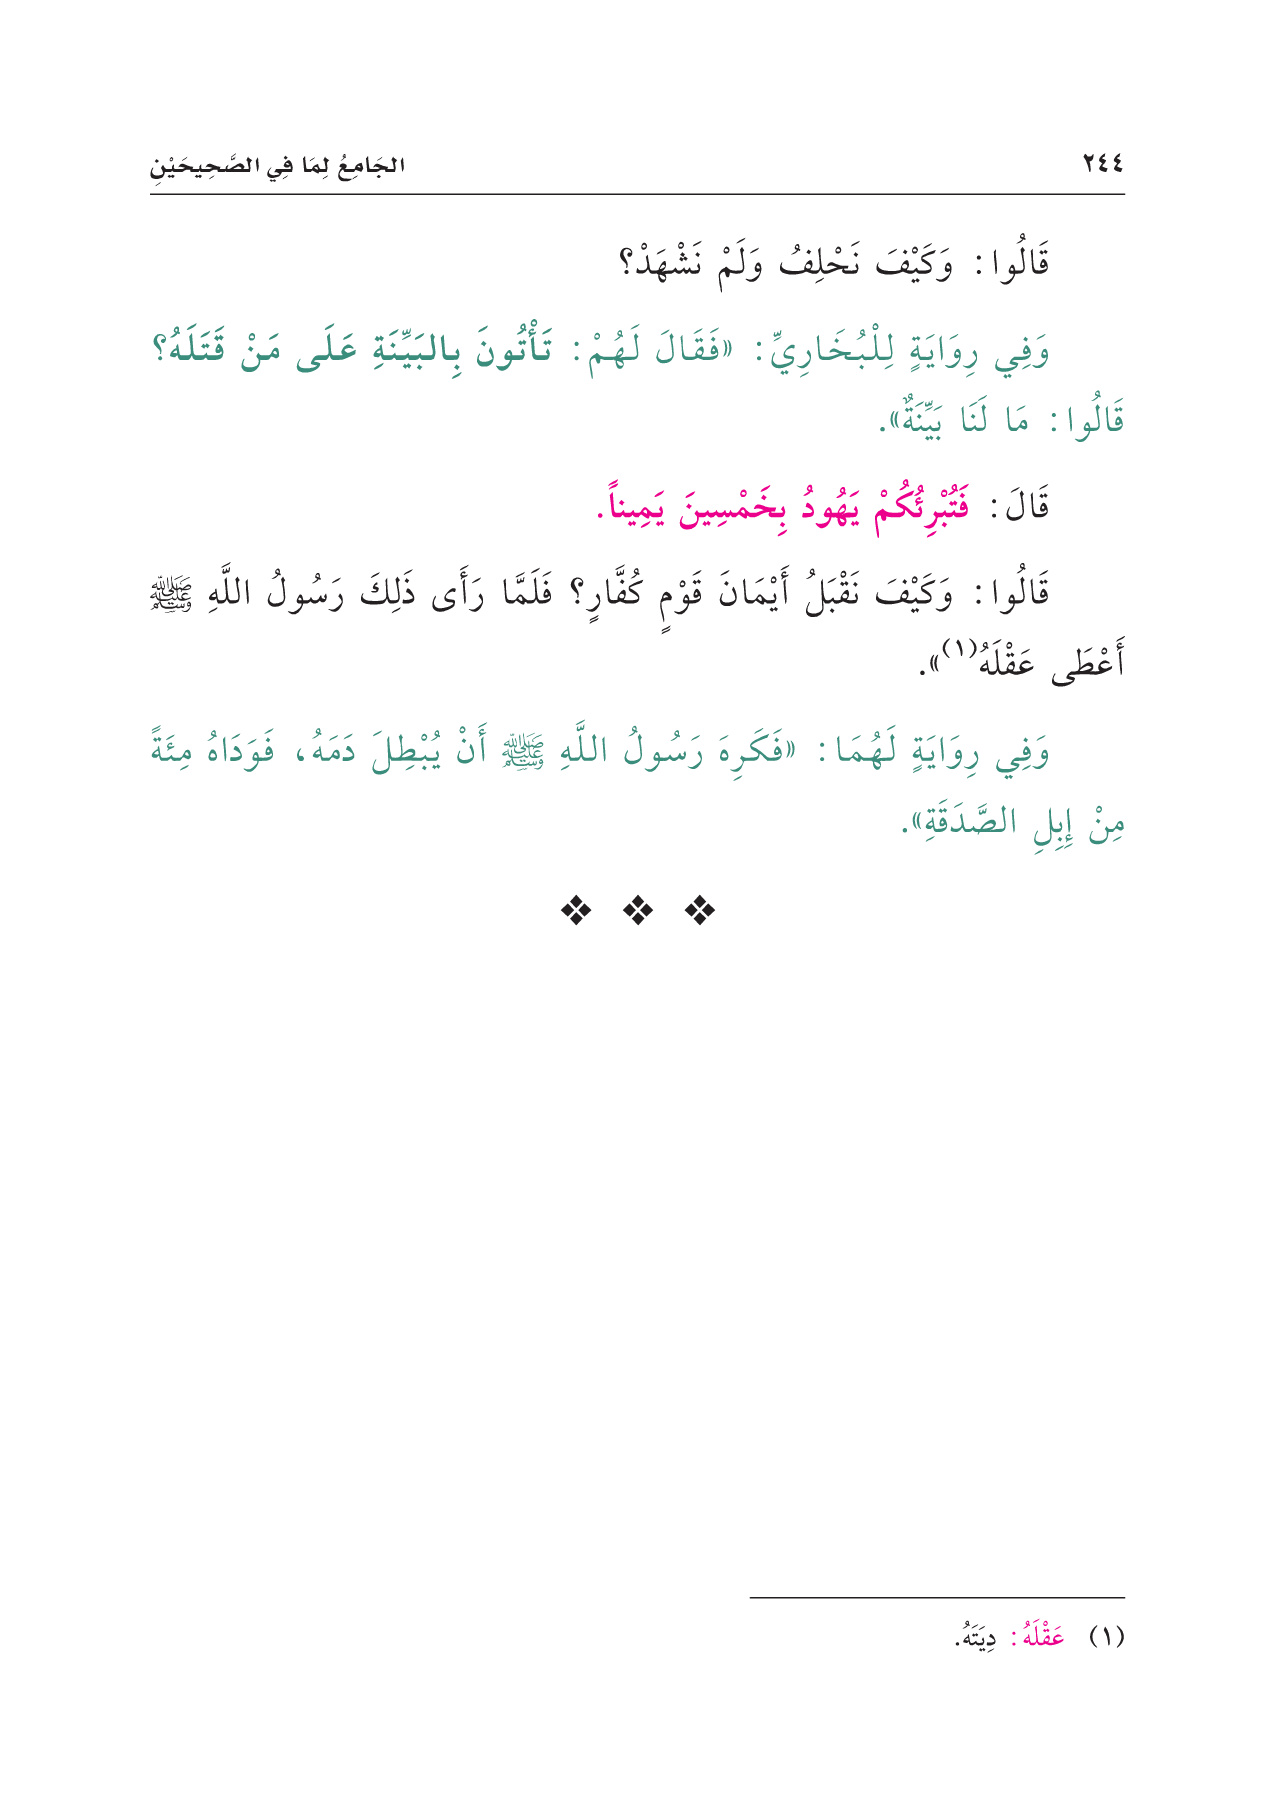 ٢٤٤
الجَامِعُ لِمَا فِي الصَّحِيحَيْنِ
قَالُوا: وَكَيْفَ نَحْلِفُ وَلَمْ نَشْهَدْ؟
وَفِي رِوَايَةٍ لِلْبُخَارِيِّ: «فَقَالَ لَهُمْ: تَأْتُونَ بِالبَيِّنَةِ عَلَى مَنْ قَتَلَهُ؟
قَالُوا: مَا لَنَا بَيِّنَةٌ».
قَالَ: فَتُبْرِئُكُمْ يَهُودُ بِخَمْسِينَ يَمِيناً.
قَالُوا: وَكَيْفَ نَقْبَلُ أَيْمَانَ قَوْمٍ كُفَّارٍ؟ فَلَمَّا رَأَى ذَلِكَ رَسُولُ اللَّهِ ﷺ
أَعْطَى عَقْلَهُ(١)».
وَفِي رِوَايَةٍ لَهُمَا: «فَكَرِهَ رَسُولُ اللَّهِ ﷺ أَنْ يُبْطِلَ دَمَهُ، فَوَدَاهُ مِئَةً
مِنْ إِبِلِ الصَّدَقَةِ».
(١) عَقْلَهُ: دِيَتَهُ.